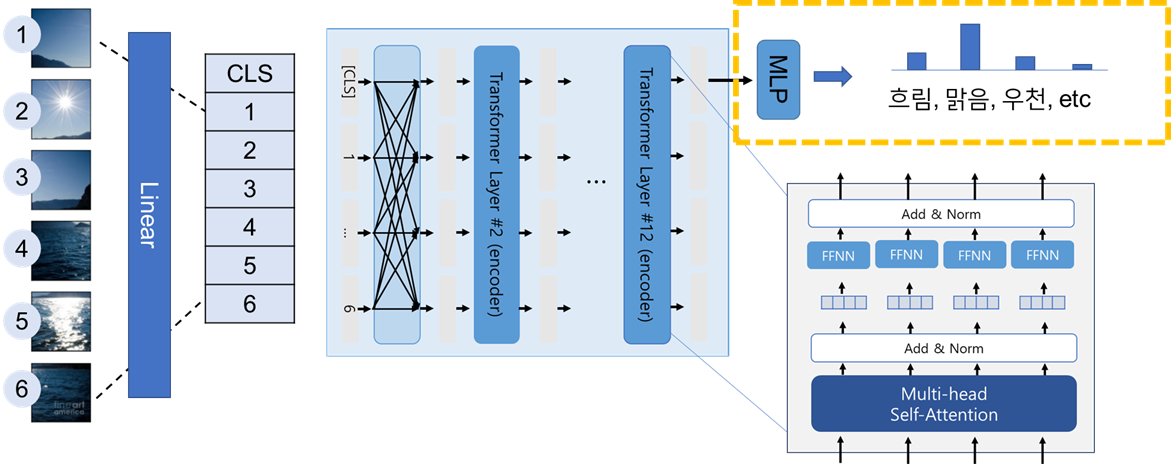 1
2
3
4
5
6
fineart
america
Linear
CLS
1
2
3
4
5
6
[CLS]
1
...
6
Transformer Layer #2 (encoder)
...
Transformer Layer #12 (encoder)
MLP
흐림, 맑음, 우천, etc
Add & Norm
FFNN FFNN FFNN FFNN
Add & Norm
Multi-head
Self-Attention